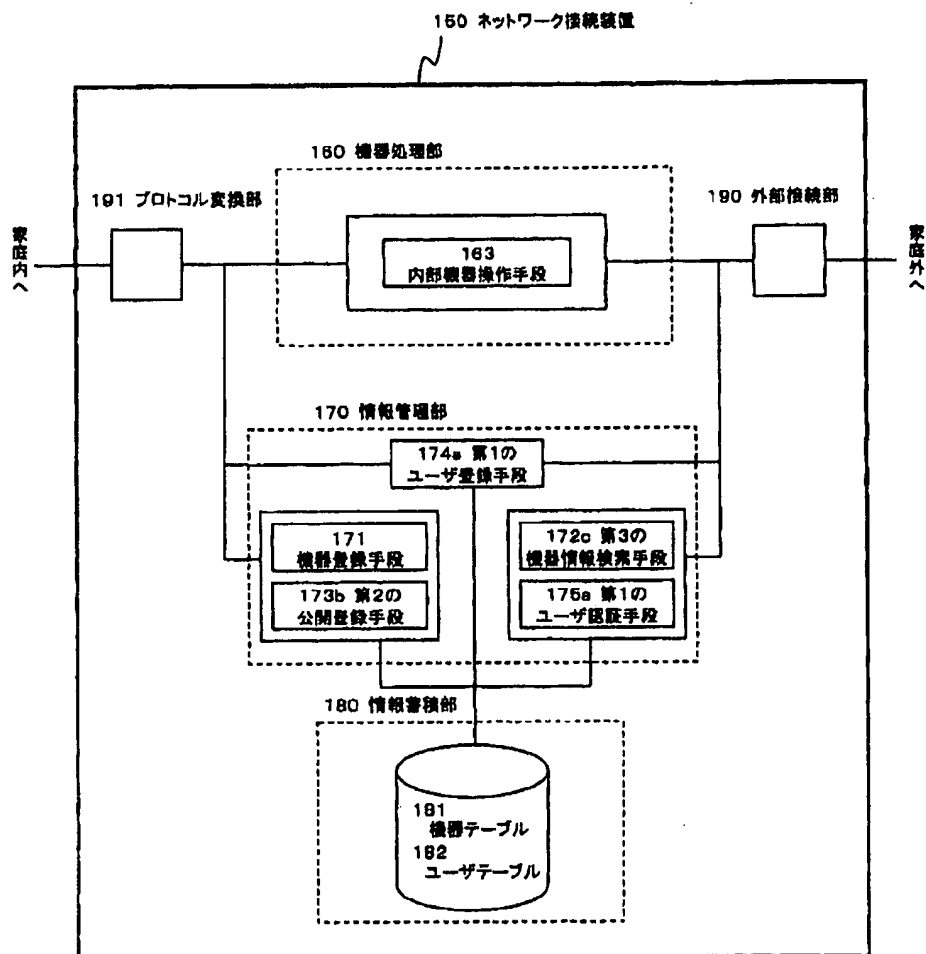 150 ネットワーク接続装置
160 機器処理部
191 プロトコル変換部
190 外部接続部
家庭内へ
163
内部機器操作手段
家庭外へ
170 情報管理部
174a 第1の
ユーザ登録手段
171
機器登録手段
172c 第3の
機器情報検索手段
173b 第2の
公開登録手段
175a 第1の
ユーザ認証手段
180 情報蓄積部
181
機器テーブル
182
ユーザテーブル